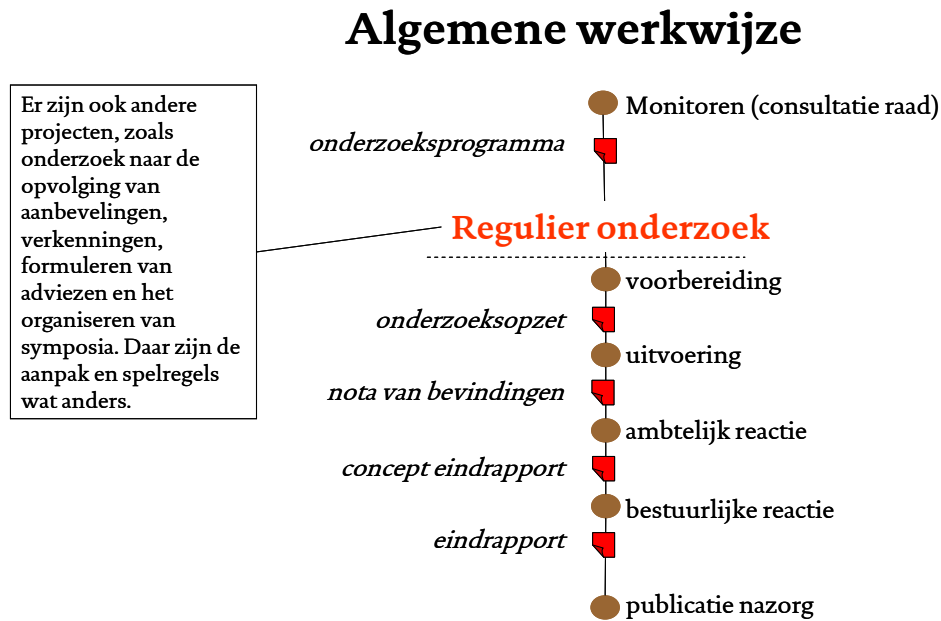 Algemene werkwijze
Er zijn ook andere
projecten, zoals
onderzoek naar de
opvolging van
aanbevelingen,
verkenningen,
formuleren van
adviezen en het
organiseren van
symposia. Daar zijn de
aanpak en spelregels
wat anders.
Monitoren (consultatie raad)
onderzoeksprogramma
Regulier onderzoek
voorbereiding
onderzoeksopzet
uitvoering
nota van bevindingen
ambtelijk reactie
concept eindrapport
bestuurlijke reactie
eindrapport
publicatie nazorg